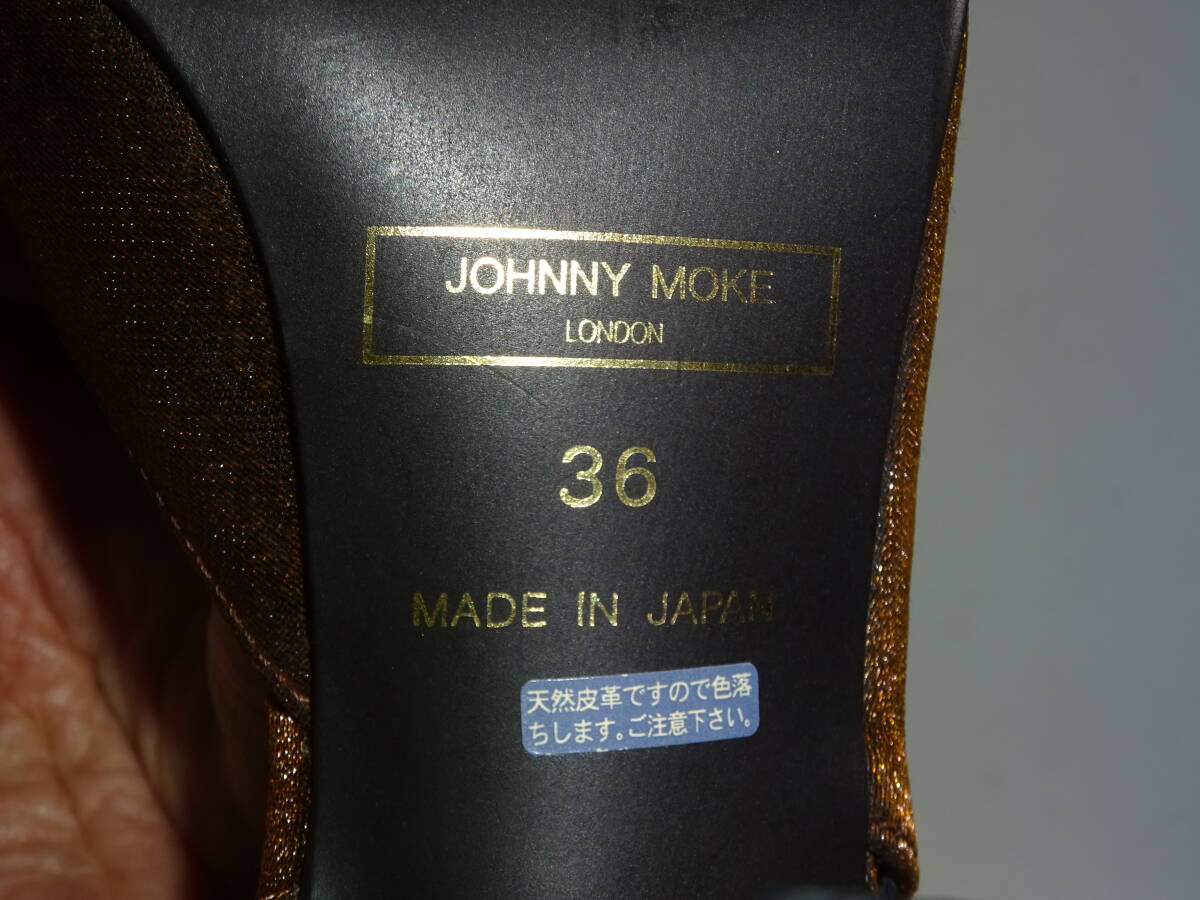 JOHNNY MOKE
LONDON
36
MADE IN JAPAN
天然皮革ですので色落
ちします。ご注意下さい。